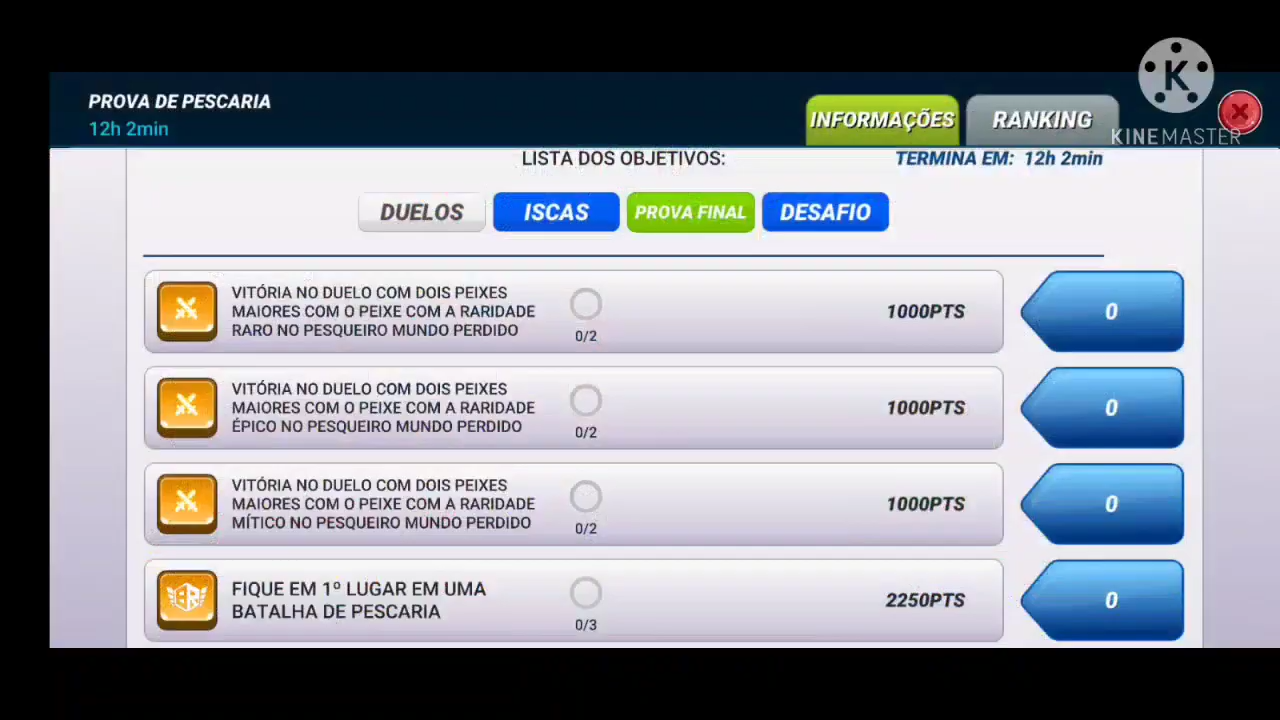 PROVA DE PESCARIA
12h 2min
INFORMAÇÕES
RANKING
K
KINEMASTER
LISTA DOS OBJETIVOS:
TERMINA EM: 12h 2min
DUELOS
ISCAS
PROVA FINAL
DESAFIO
VITÓRIA NO DUELO COM DOIS PEIXES
MAIORES COM O PEIXE COM A RARIDADE
RARO NO PESQUEIRO MUNDO PERDIDO
0/2
1000PTS
0
VITÓRIA NO DUELO COM DOIS PEIXES
MAIORES COM O PEIXE COM A RARIDADE
ÉPICO NO PESQUEIRO MUNDO PERDIDO
0/2
1000PTS
0
VITÓRIA NO DUELO COM DOIS PEIXES
MAIORES COM O PEIXE COM A RARIDADE
MÍTICO NO PESQUEIRO MUNDO PERDIDO
0/2
1000PTS
0
BR
FIQUE EM 1º LUGAR EM UMA
BATALHA DE PESCARIA
0/3
2250PTS
0